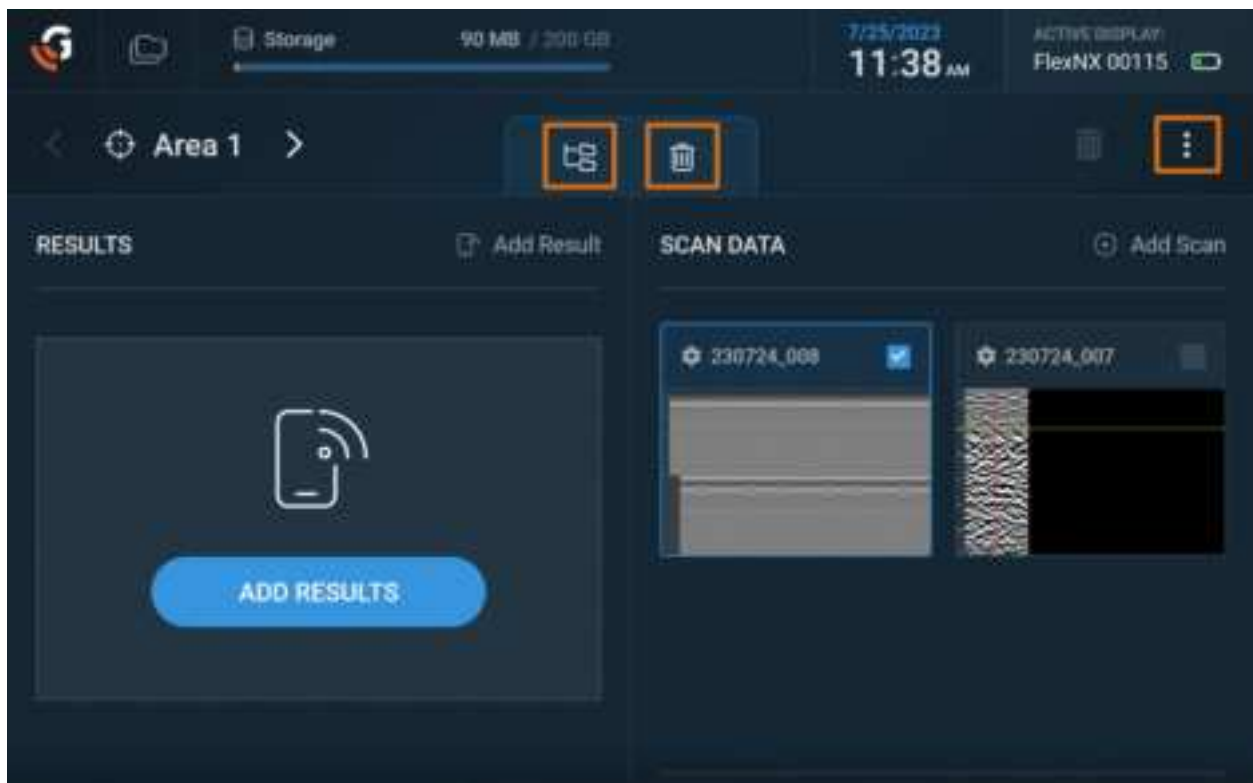 Storage 90 MB / 200 GB
7/25/2023
11:38 AM
ACTIVE DISPLAY:
FlexNX 00115
Area 1
RESULTS
Add Result
SCAN DATA
Add Scan
230724_008
230724_007
ADD RESULTS